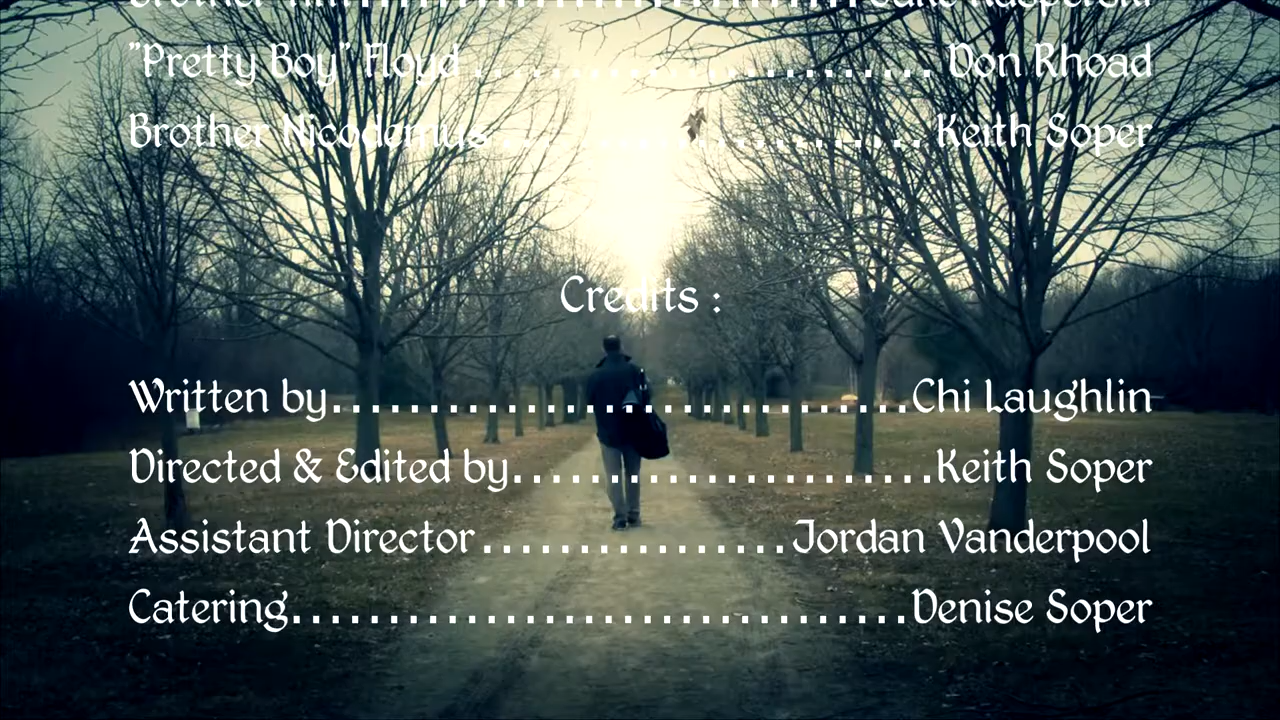 Brother
"Pretty Boy" Floyd ........................ Don Rhoad
Brother Nicodemus ...................... Keith Soper
Credits :
Written by..............................Chi Laughlin
Directed & Edited by......................Keith Soper
Assistant Director ................Jordan Vanderpool
Catering................................Denise Soper